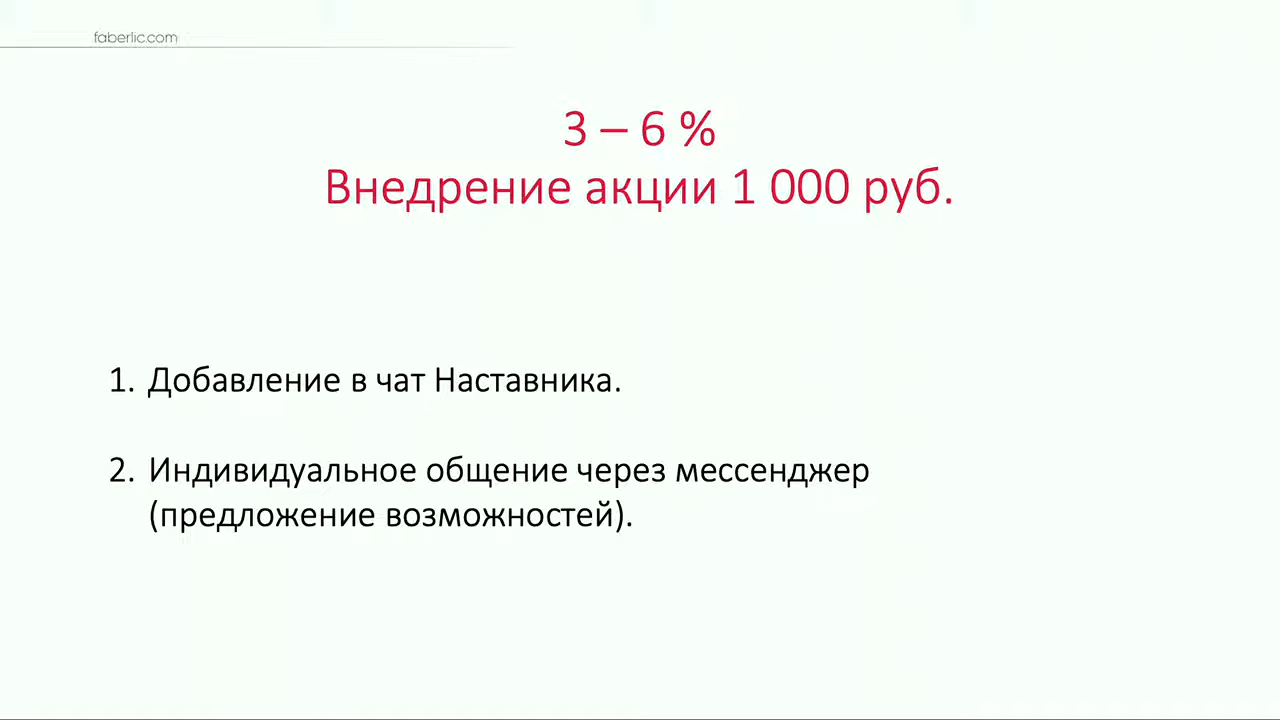 faberlic.com
3 – 6 %
Внедрение акции 1 000 руб.
1. Добавление в чат Наставника.
2. Индивидуальное общение через мессенджер
(предложение возможностей).